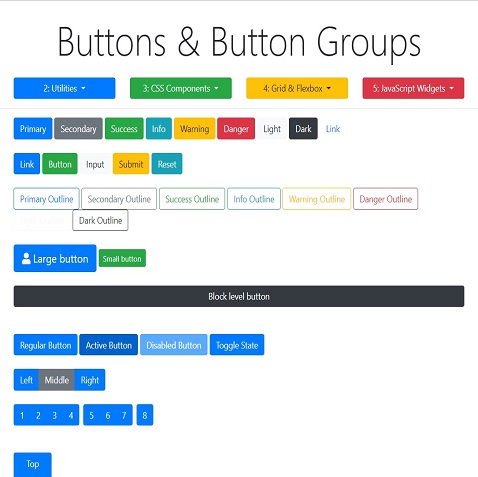 Buttons & Button Groups
2: Utilities 3: CSS Components 4: Grid & Flexbox 5: JavaScript Widgets
Primary Secondary Success Info Warning Danger Light Dark Link
Link Button Input Submit Reset
Primary Outline Secondary Outline Success Outline Info Outline Warning Outline Danger Outline
Dark Outline
Large button Small button
Block level button
Regular Button Active Button Disabled Button Toggle State
Left Middle Right
1 2 3 4 5 6 7 8
Top